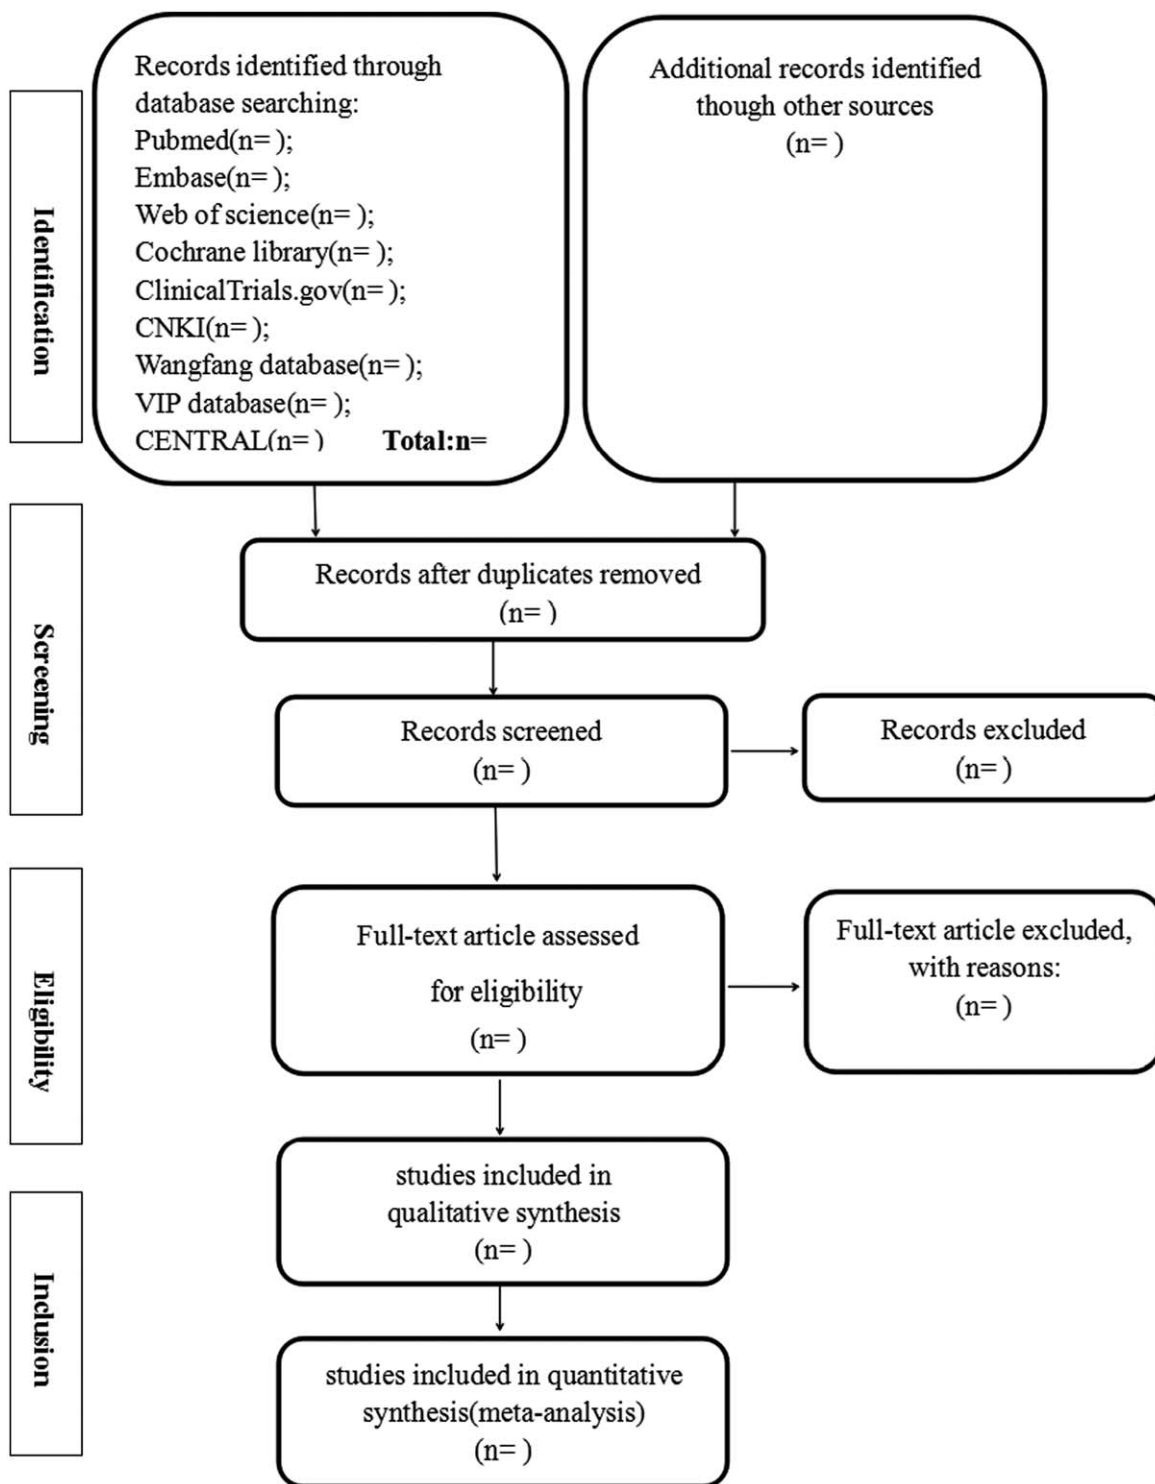 Identification
Records identified through
database searching:
Pubmed(n= );
Embase(n= );
Web of science(n= );
Cochrane library(n= );
ClinicalTrials.gov(n= );
CNKI(n= );
Wangfang database(n= );
VIP database(n= );
CENTRAL(n= ) Total:n=
Additional records identified
though other sources
(n= )
Screening
Records after duplicates removed
(n= )
Records screened
(n= )
Records excluded
(n= )
Eligibility
Full-text article assessed
for eligibility
(n= )
Full-text article excluded,
with reasons:
(n= )
Inclusion
studies included in
qualitative synthesis
(n= )
studies included in quantitative
synthesis(meta-analysis)
(n= )